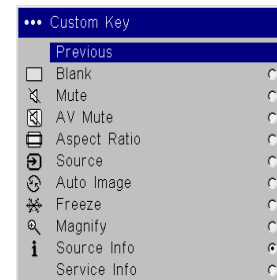 ••• Custom Key
Previous
Blank
Mute
AV Mute
Aspect Ratio
Source
Auto Image
Freeze
Magnify
Source Info
Service Info